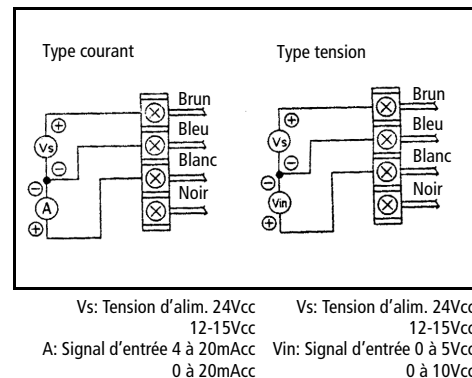 Type courant
Type tension
Brun
Bleu
Blanc
Noir
Vs
A
Brun
Bleu
Blanc
Noir
Vs
Vin
Vs: Tension d'alim. 24Vcc
12-15Vcc
A: Signal d'entrée 4 à 20mAcc
0 à 20mAcc
Vs: Tension d'alim. 24Vcc
12-15Vcc
Vin: Signal d'entrée 0 à 5Vcc
0 à 10Vcc